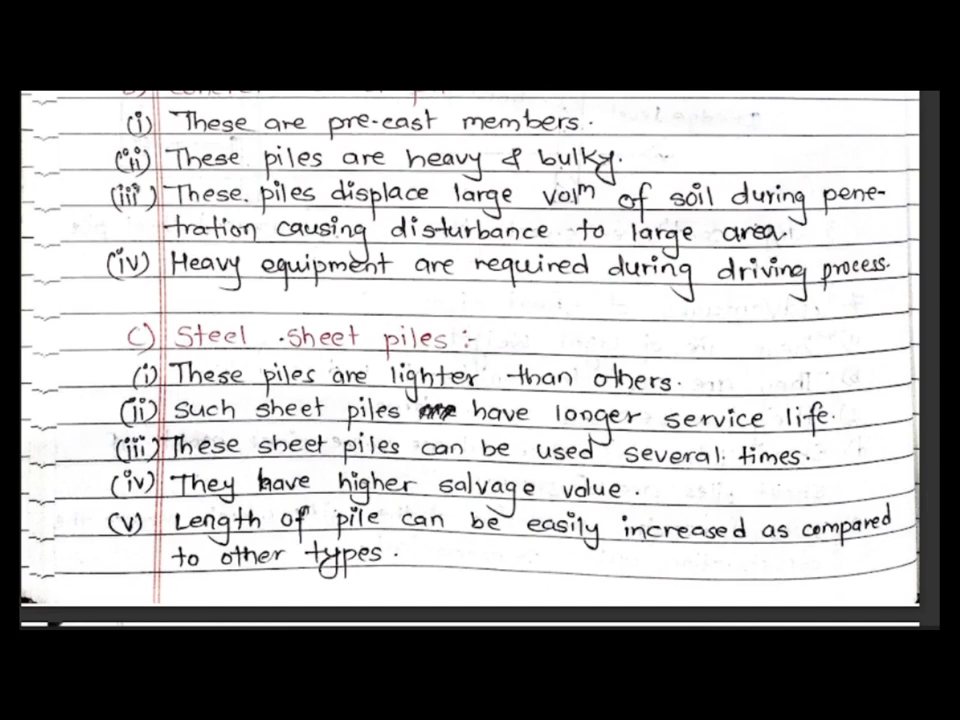 (i) These are pre-cast members.
(ii) These piles are heavy & bulky.
(iii) These piles displace large volm of soil during pene-
tration causing disturbance to large area.
(iv) Heavy equipment are required during driving process.
C) Steel sheet piles :-
(i) These piles are lighter than others.
(ii) Such sheet piles have longer service life.
(iii) These sheet piles can be used several times.
(iv) They have higher salvage value.
(v) Length of pile can be easily increased as compared
to other types.